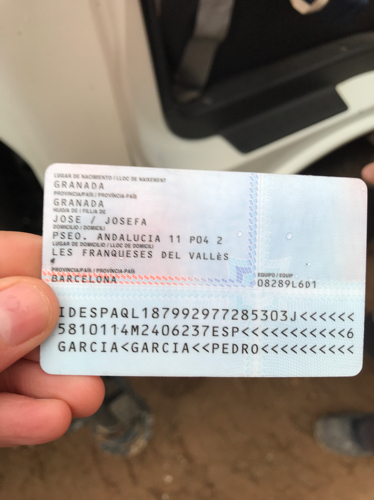 LUGAR DE NACIMIENTO / LLOC DE NAIXEMENT
GRANADA
PROVINCIA/PAÍS / PROVÍNCIA-PAÍS
GRANADA
HIJO/A DE / FILL/A DE
JOSE / JOSEFA
DOMICILIO / DOMICILI
PSEO. ANDALUCIA 11 P04 2
LUGAR DE DOMICILIO / LLOC DE DOMICILI
LES FRANQUESES DEL VALLÈS
PROVINCIA/PAÍS / PROVÍNCIA-PAÍS
BARCELONA
EQUIPO / EQUIP
08289L6D1
IDESPAQL187992977285303J<<<<<<
5810114M2406237ESP<<<<<<<<<<<6
GARCIA<GARCIA<<PEDRO<<<<<<<<<<